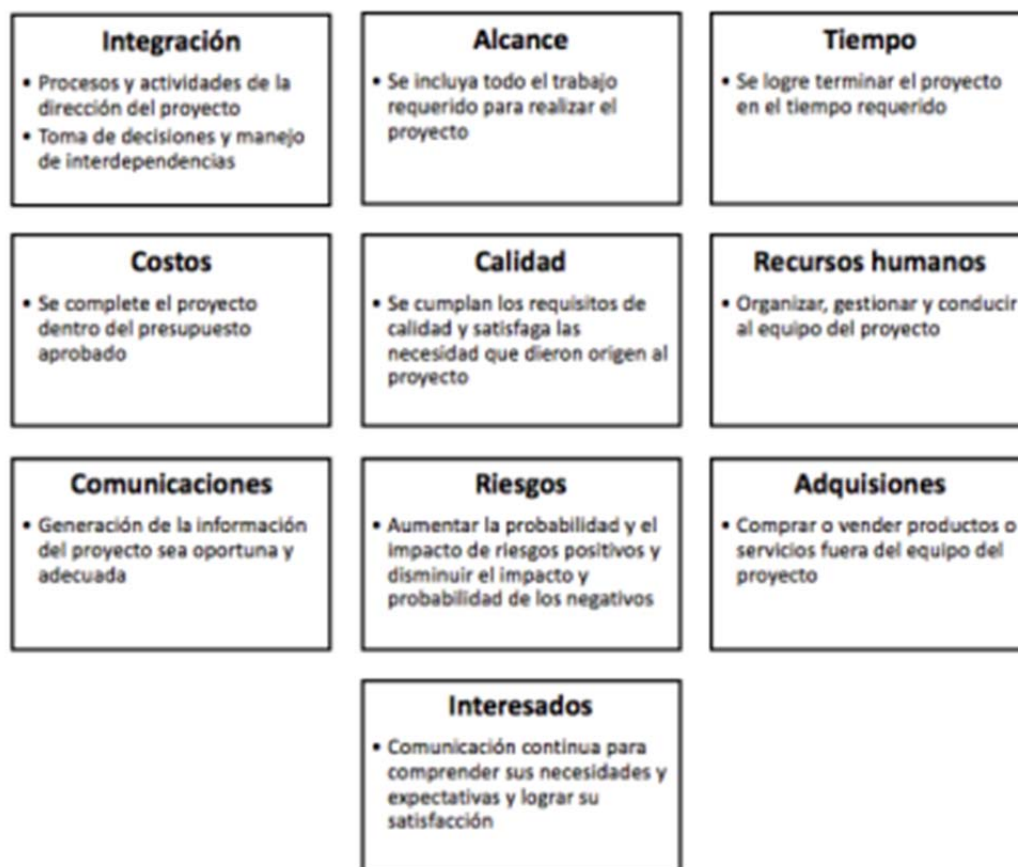 Integración
• Procesos y actividades de la
dirección del proyecto
• Toma de decisiones y manejo
de interdependencias
Alcance
• Se incluya todo el trabajo
requerido para realizar el
proyecto
Tiempo
• Se logre terminar el proyecto
en el tiempo requerido
Costos
• Se complete el proyecto
dentro del presupuesto
aprobado
Calidad
• Se cumplan los requisitos de
calidad y satisfaga las
necesidad que dieron origen al
proyecto
Recursos humanos
• Organizar, gestionar y conducir
al equipo del proyecto
Comunicaciones
• Generación de la información
del proyecto sea oportuna y
adecuada
Riesgos
• Aumentar la probabilidad y el
impacto de riesgos positivos y
disminuir el impacto y
probabilidad de los negativos
Adquisiones
• Comprar o vender productos o
servicios fuera del equipo del
proyecto
Interesados
• Comunicación continua para
comprender sus necesidades y
expectativas y lograr su
satisfacción